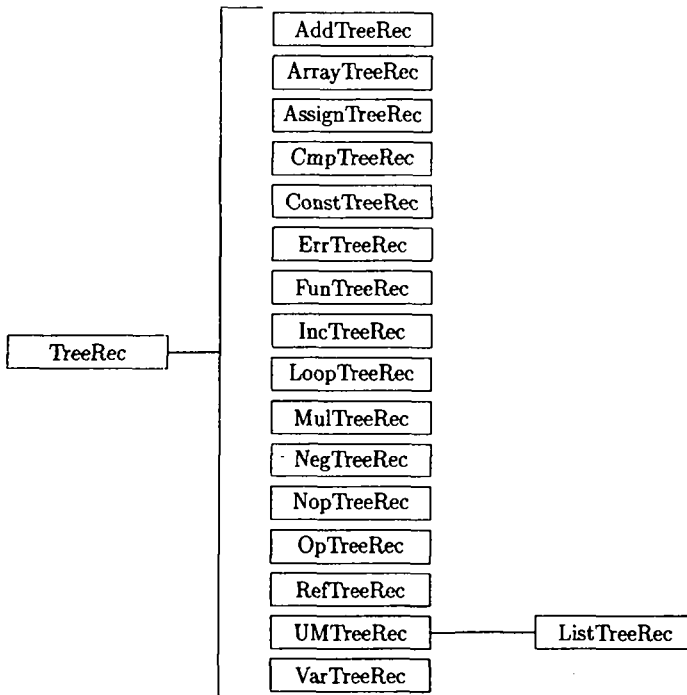 AddTreeRec
ArrayTreeRec
AssignTreeRec
CmpTreeRec
ConstTreeRec
ErrTreeRec
FunTreeRec
IncTreeRec
TreeRec
LoopTreeRec
MulTreeRec
NegTreeRec
NopTreeRec
OpTreeRec
RefTreeRec
UMTreeRec ListTreeRec
VarTreeRec